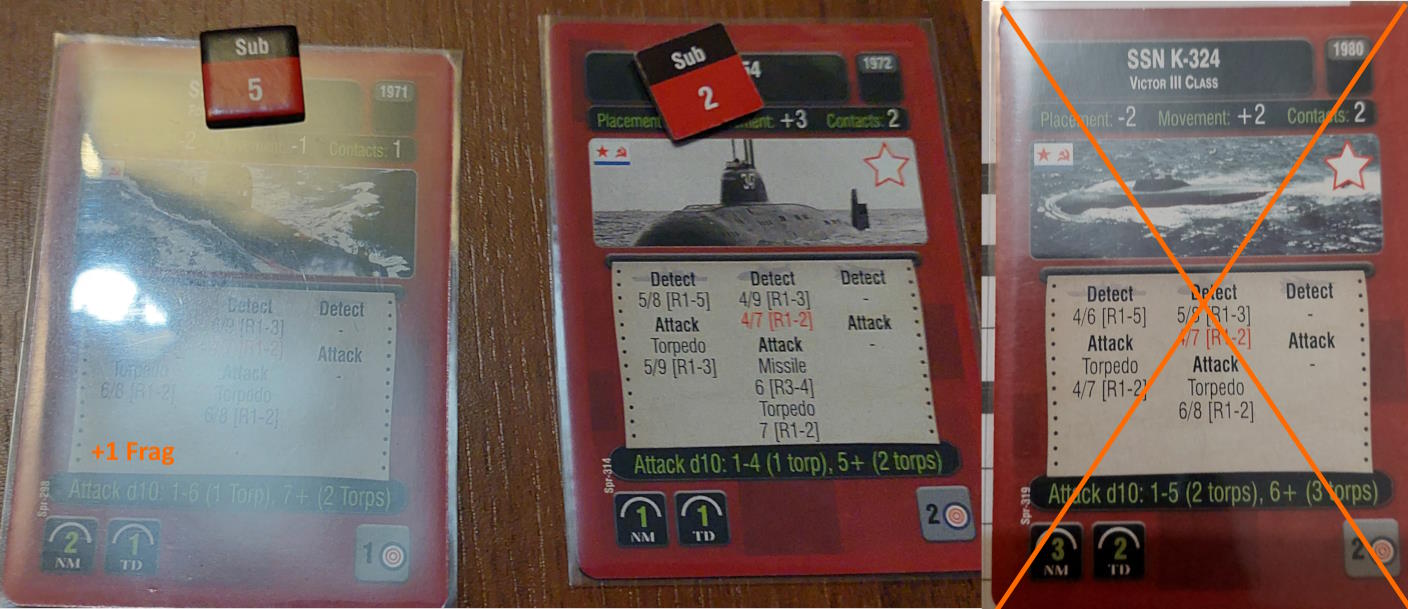 Sub
5
1971
-1
Contacts: 1
Detect
[R1-3]
Detect
-
Attack
-
Torpedo
6/8 [R1-2]
Attack
Torpedo
6/8 [R1-2]
+1 Frag
Spr-298
Attack d10: 1-6 (1 Torp), 7+ (2 Torps)
2
NM
1
TD
1
Sub
2
54
1972
Placement:
+3
Contacts: 2
Detect
5/8 [R1-5]
Attack
Torpedo
5/9 [R1-3]
Detect
4/9 [R1-3]
4/7 [R1-2]
Attack
Missile
6 [R3-4]
Torpedo
7 [R1-2]
Detect
-
Attack
-
Spr-314
Attack d10: 1-4 (1 torp), 5+ (2 torps)
1
NM
1
TD
2
SSN K-324
VICTOR III CLASS
1980
Placement: -2
Movement: +2
Contacts: 2
Detect
4/6 [R1-5]
Attack
Torpedo
4/7 [R1-2]
Detect
[R1-3]
4/7 [R1-2]
Attack
Torpedo
6/8 [R1-2]
Detect
-
Attack
-
Spr-319
Attack d10: 1-5 (2 torps), 6+ (3 torps)
3
NM
2
TD
2